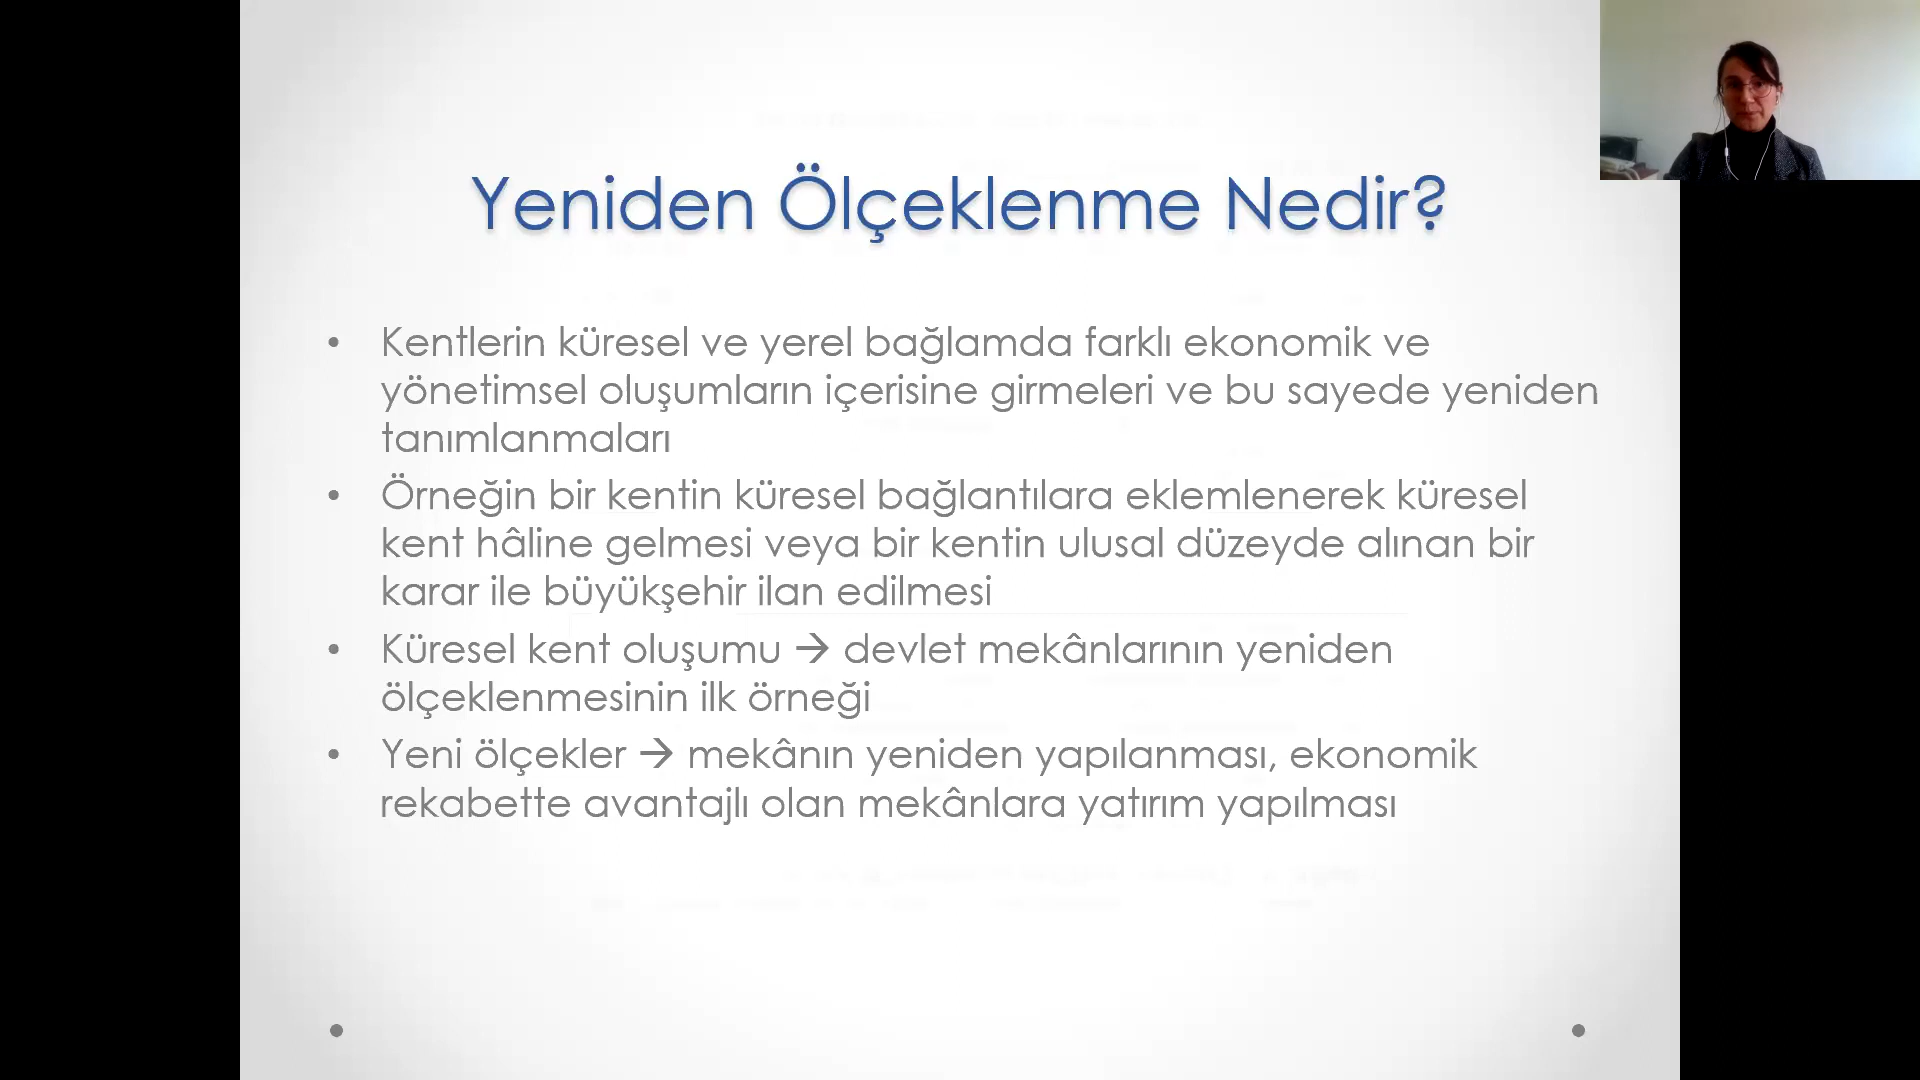 Yeniden Ölçeklenme Nedir?
• Kentlerin küresel ve yerel bağlamda farklı ekonomik ve
yönetimsel oluşumların içerisine girmeleri ve bu sayede yeniden
tanımlanmaları
• Örneğin bir kentin küresel bağlantılara eklemlenerek küresel
kent hâline gelmesi veya bir kentin ulusal düzeyde alınan bir
karar ile büyükşehir ilan edilmesi
• Küresel kent oluşumu → devlet mekânlarının yeniden
ölçeklenmesinin ilk örneği
• Yeni ölçekler → mekânın yeniden yapılanması, ekonomik
rekabette avantajlı olan mekânlara yatırım yapılması